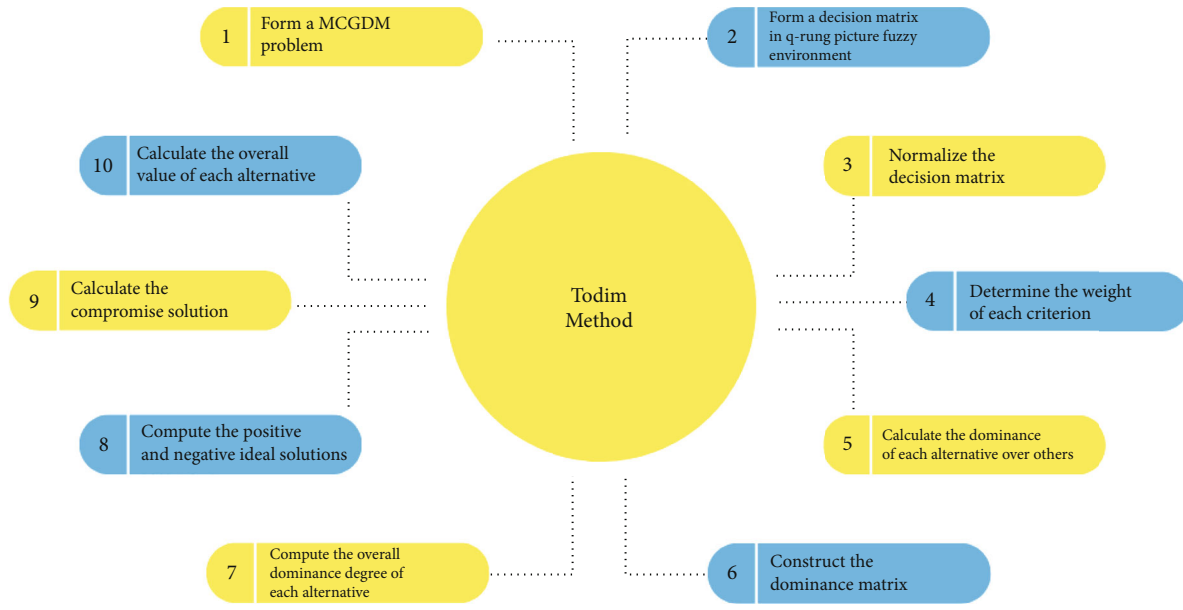 1
Form a MCGDM
problem
2
Form a decision matrix
in q-rung picture fuzzy
environment
3
Normalize the
decision matrix
4
Determine the weight
of each criterion
5
Calculate the dominance
of each alternative over others
6
Construct the
dominance matrix
7
Compute the overall
dominance degree of
each alternative
8
Compute the positive
and negative ideal solutions
9
Calculate the
compromise solution
10
Calculate the overall
value of each alternative
Todim
Method